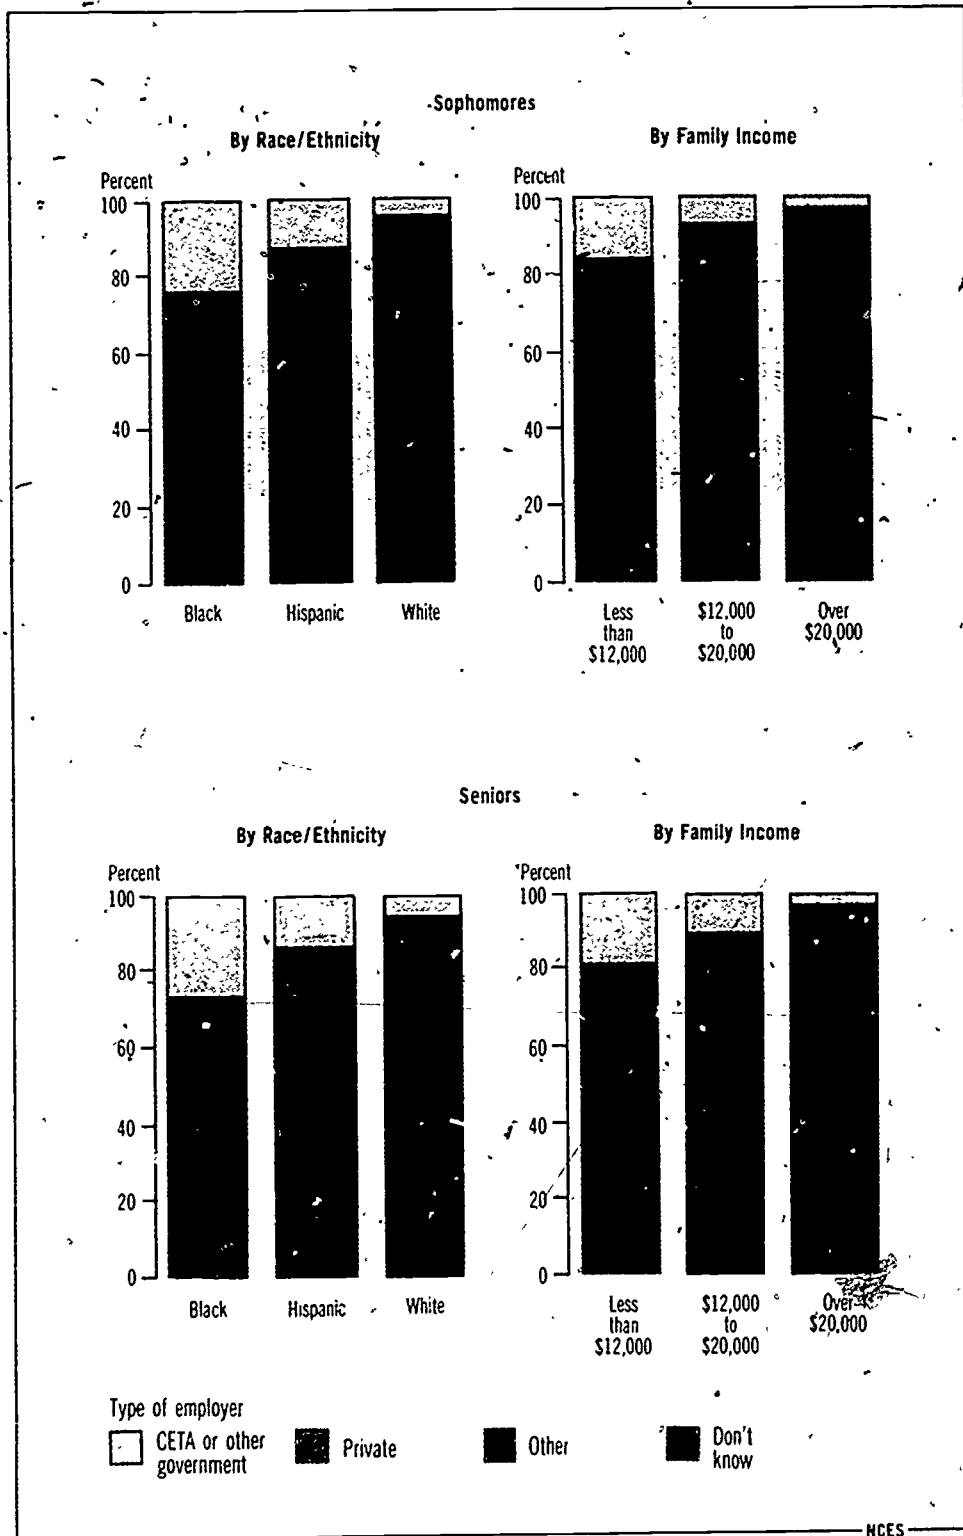 Sophomores
By Race/Ethnicity
By Family Income
Percent
100
80
60
40
20
0
Black
Hispanic
White
Percent
100
80
60
40
20
0
Less
than
$12,000
$12,000
to
$20,000
Over
$20,000
Seniors
By Race/Ethnicity
By Family Income
Percent
100
80
60
40
20
0
Black
Hispanic
White
Percent
100
80
60
40
20
0
Less
than
$12,000
$12,000
to
$20,000
Over
$20,000
Type of employer
CETA or other
government
Private
Other
Don't
know
NCES